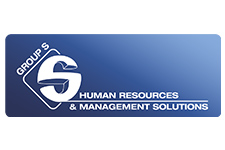 GROUP S
S
HUMAN RESOURCES
& MANAGEMENT SOLUTIONS